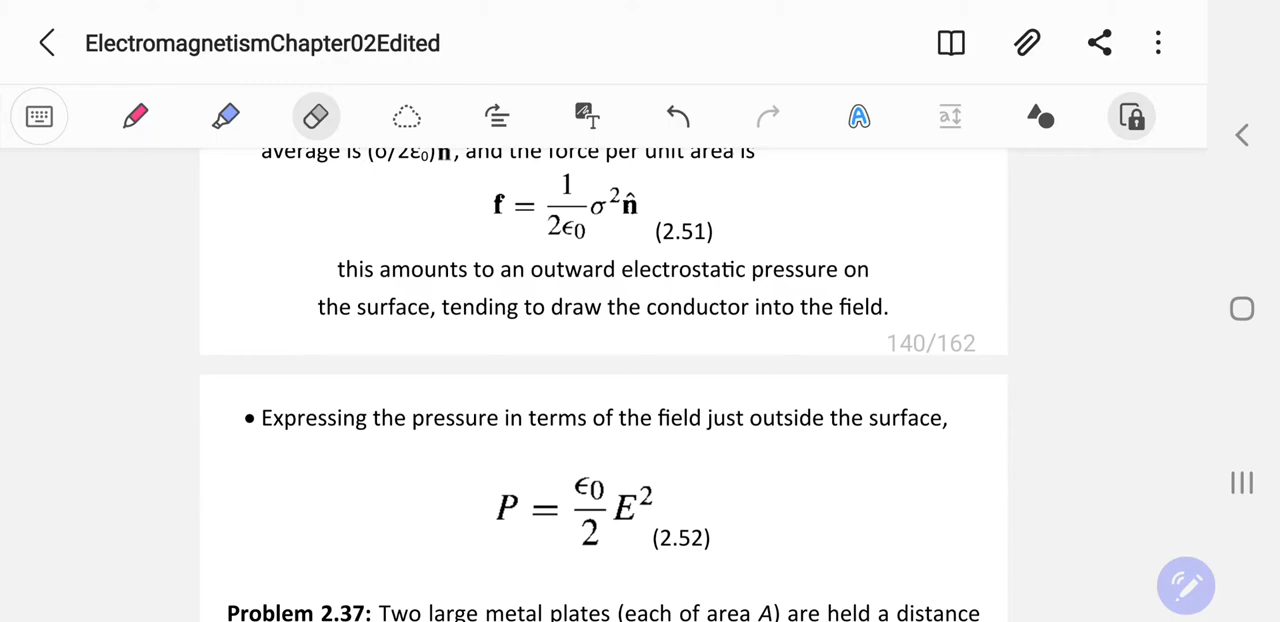 ElectromagnetismChapter02Edited
average is (σ/2ε₀)n̂, and the force per unit area is
f = 1/2ϵ₀ σ² n̂ (2.51)
this amounts to an outward electrostatic pressure on
the surface, tending to draw the conductor into the field.
140/162
• Expressing the pressure in terms of the field just outside the surface,
P = ϵ₀/2 E² (2.52)
Problem 2.37: Two large metal plates (each of area A) are held a distance